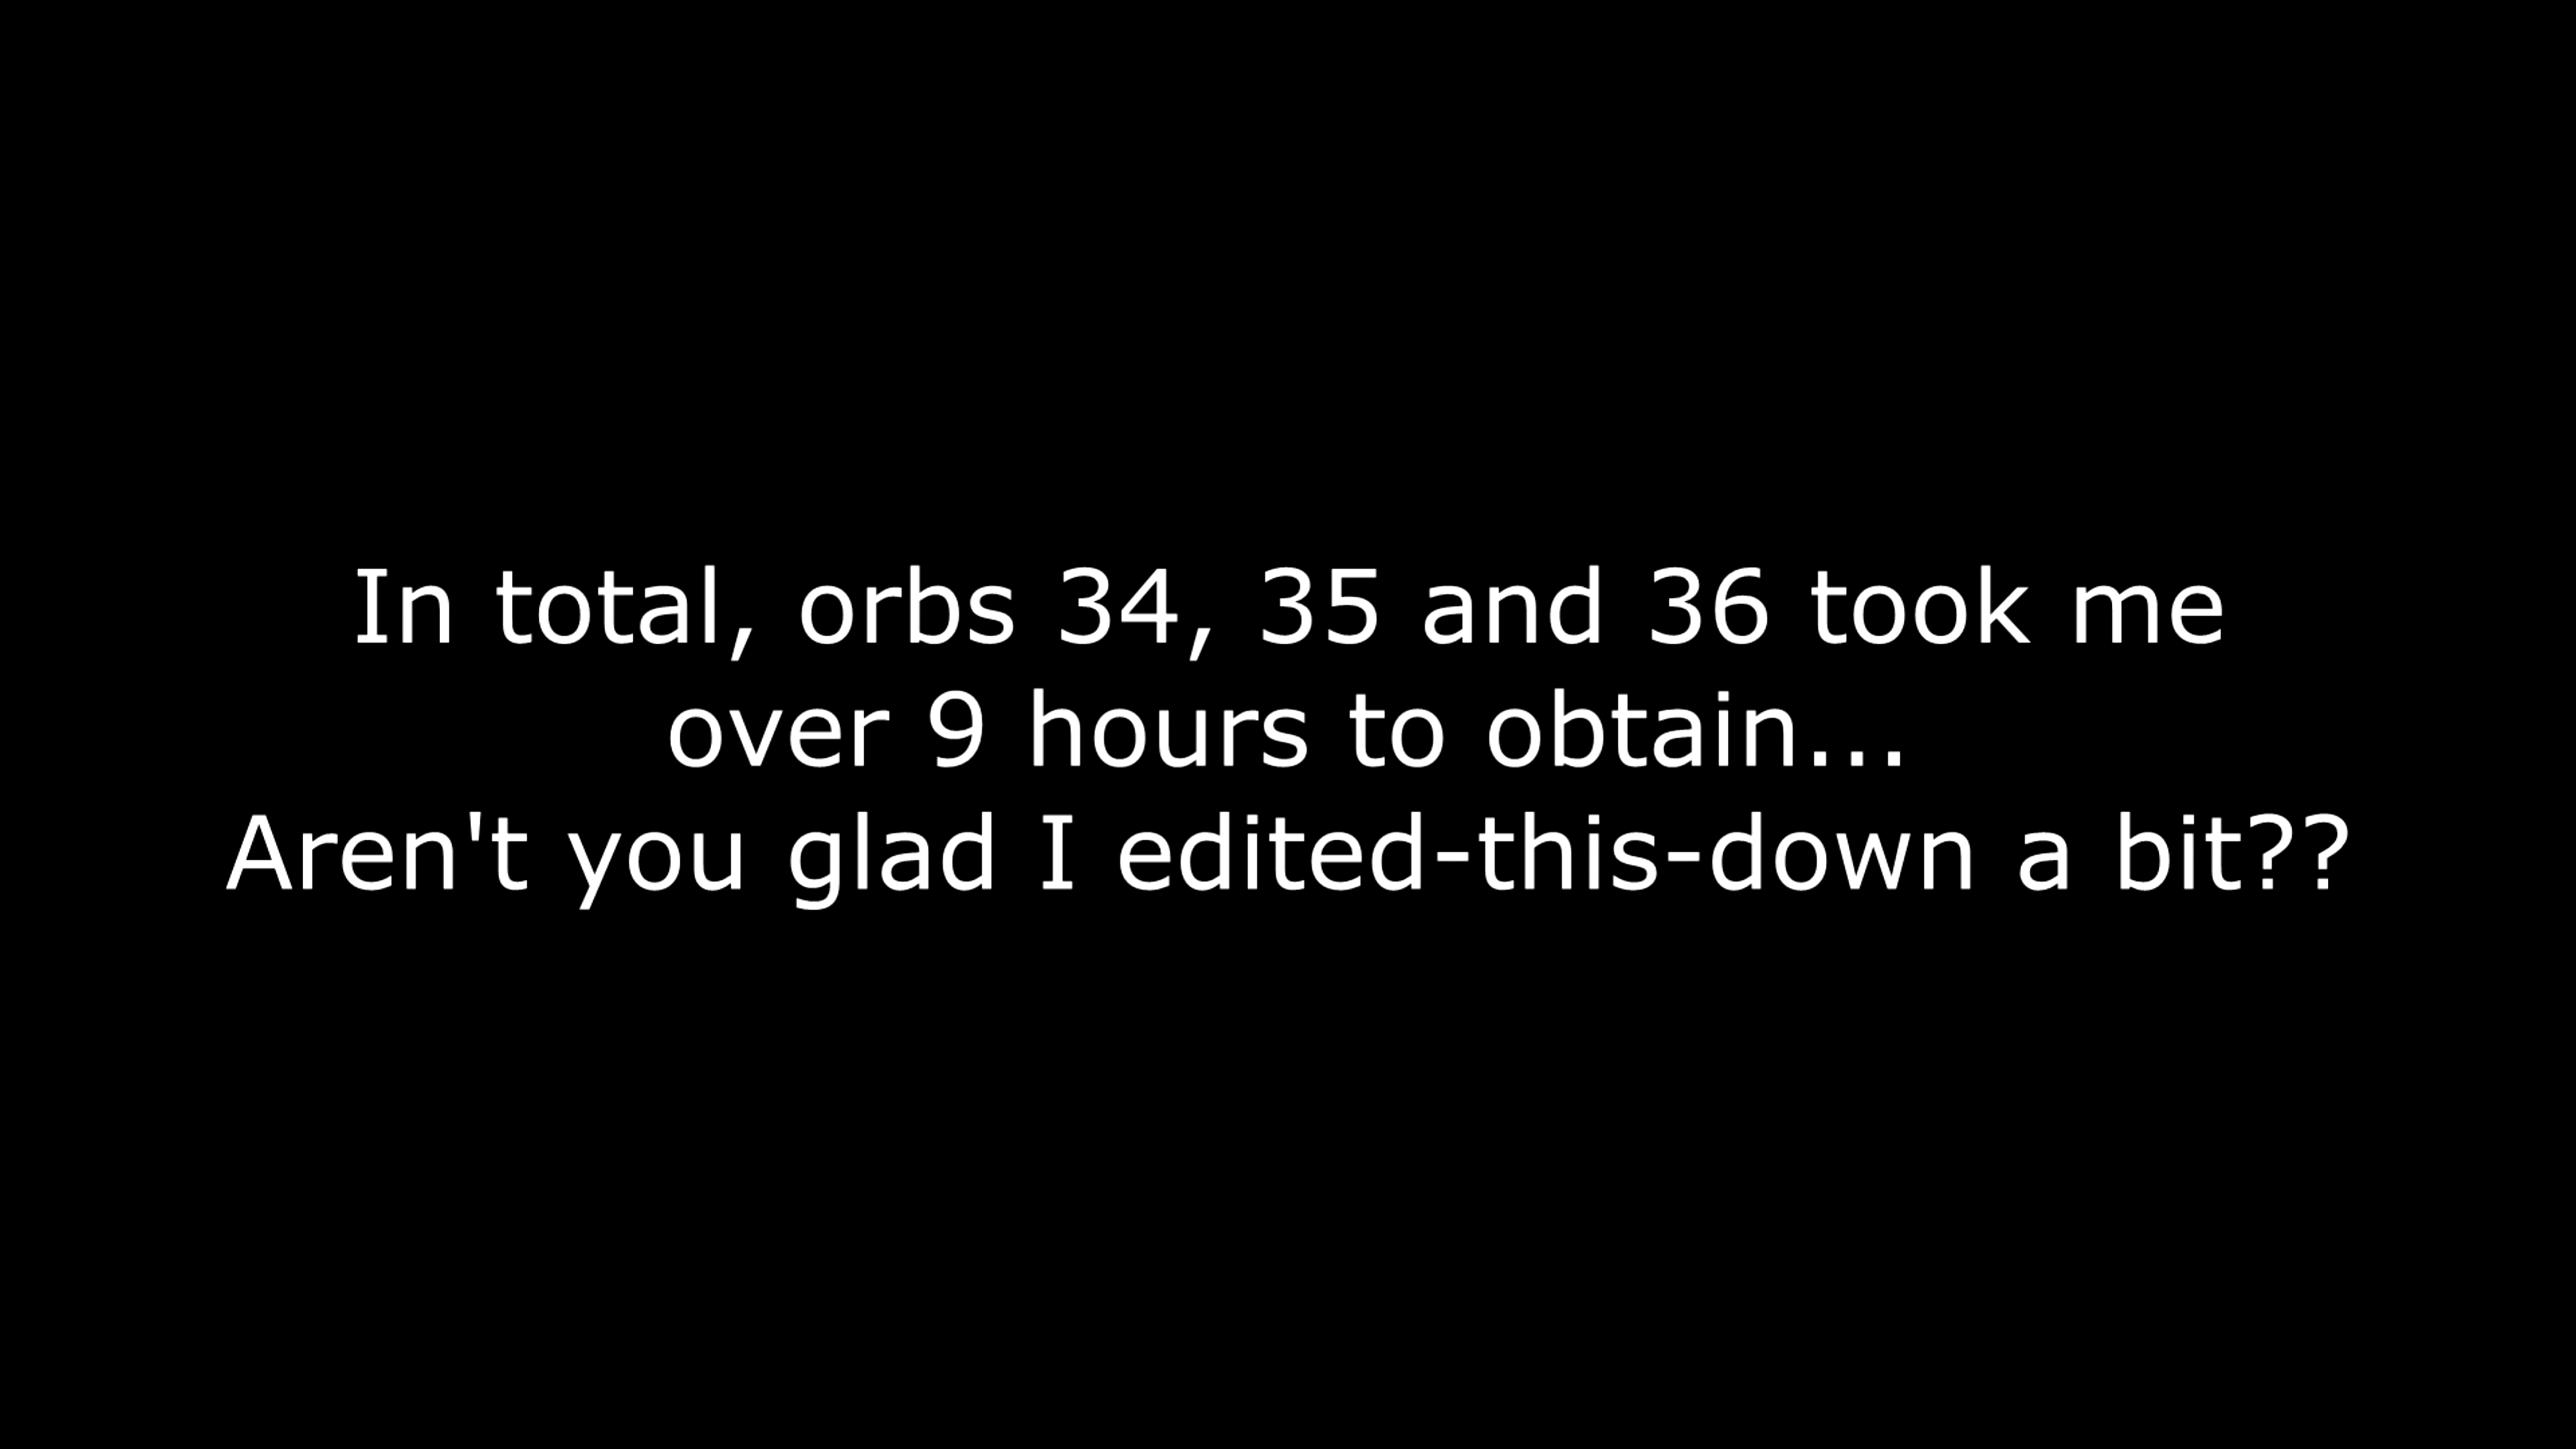 In total, orbs 34, 35 and 36 took me
over 9 hours to obtain...
Aren't you glad I edited-this-down a bit??